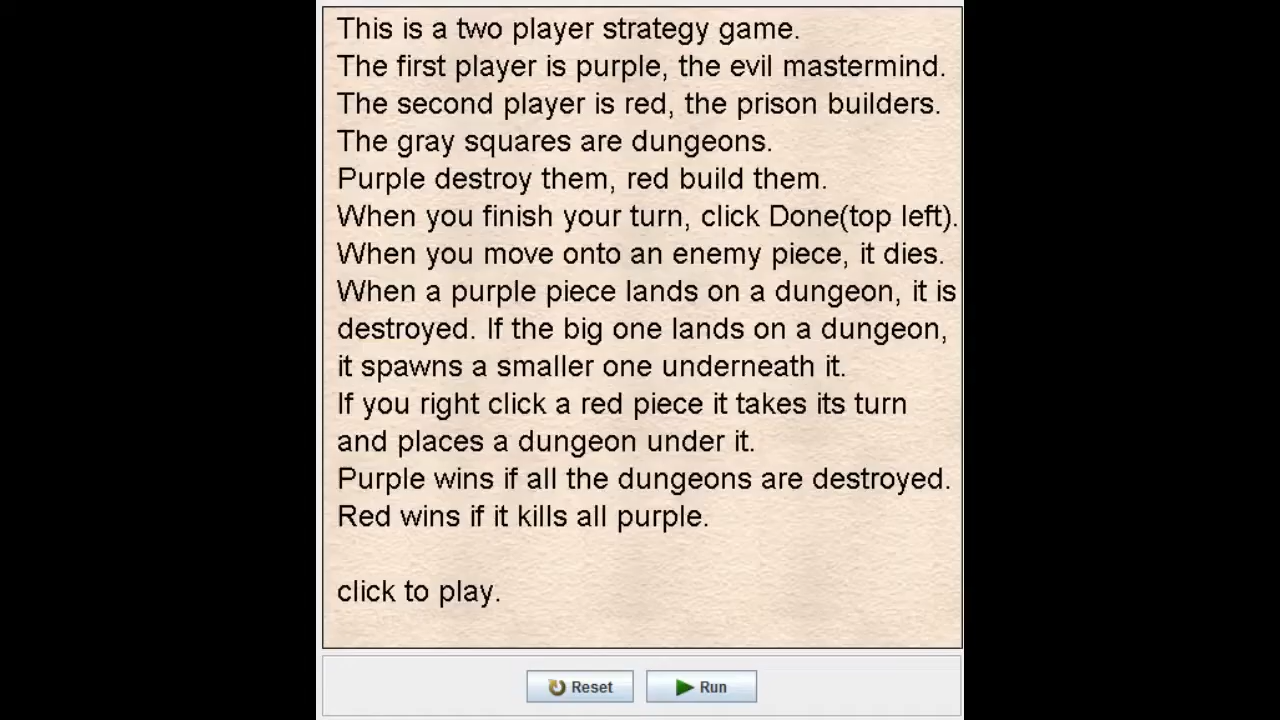 This is a two player strategy game.
The first player is purple, the evil mastermind.
The second player is red, the prison builders.
The gray squares are dungeons.
Purple destroy them, red build them.
When you finish your turn, click Done(top left).
When you move onto an enemy piece, it dies.
When a purple piece lands on a dungeon, it is
destroyed. If the big one lands on a dungeon,
it spawns a smaller one underneath it.
If you right click a red piece it takes its turn
and places a dungeon under it.
Purple wins if all the dungeons are destroyed.
Red wins if it kills all purple.
click to play.
Reset
Run